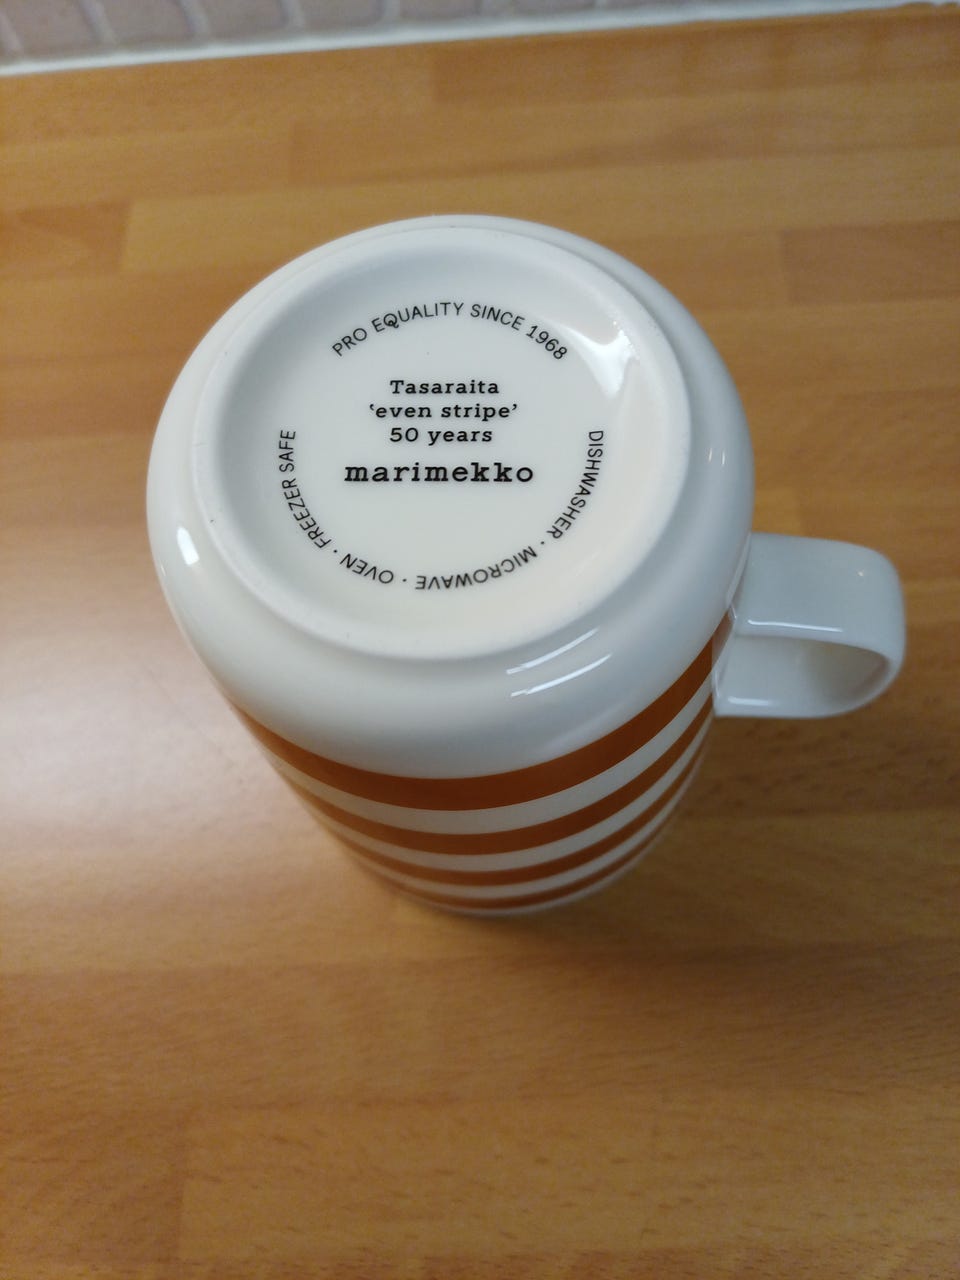 PRO EQUALITY SINCE 1968
Tasaraita
‘even stripe’
50 years
marimekko
DISHWASHER · MICROWAVE · OVEN · FREEZER SAFE